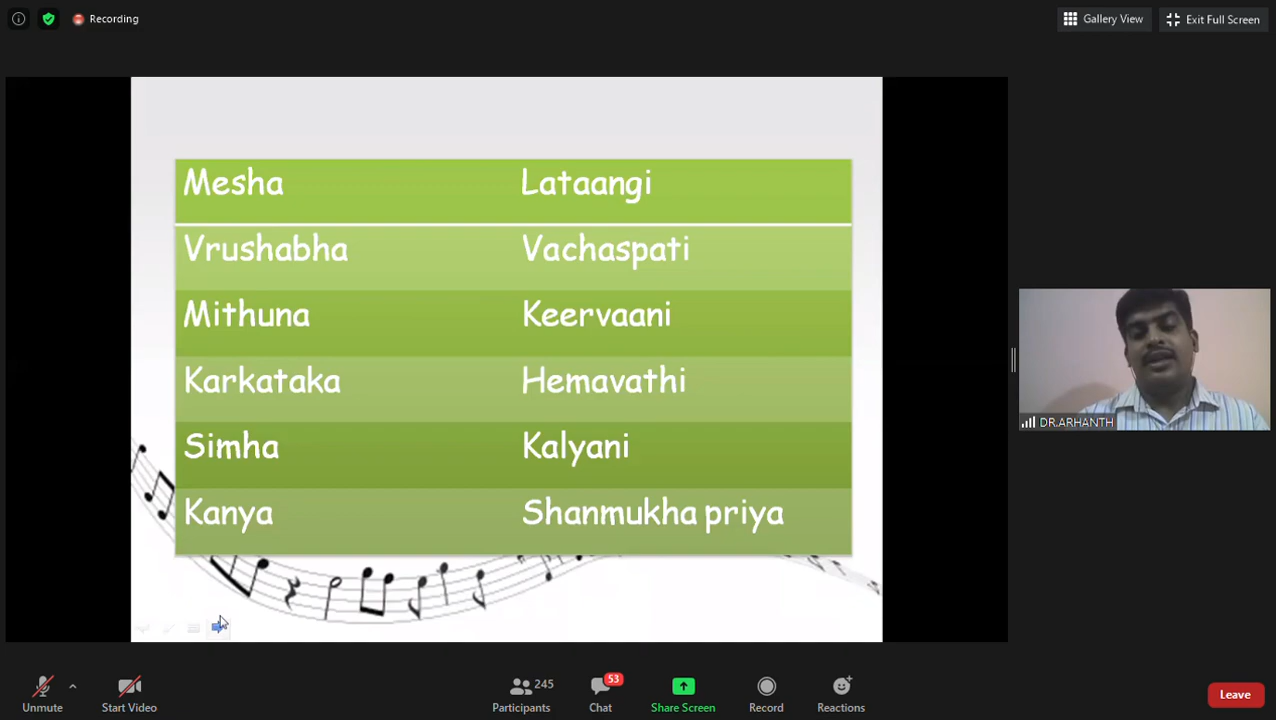 Recording
Gallery View
Exit Full Screen
Mesha Lataangi
Vrushabha Vachaspati
Mithuna Keervaani
Karkataka Hemavathi
Simha Kalyani
Kanya Shanmukha priya
DR.ARHANTH
Unmute
Start Video
245
Participants
53
Chat
Share Screen
Record
Reactions
Leave